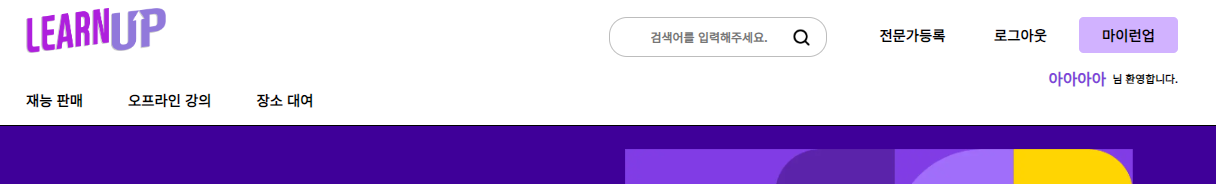 LEARNUP
검색어를 입력해주세요.
전문가등록
로그아웃
마이런업
아아아아 님 환영합니다.
재능 판매
오프라인 강의
장소 대여